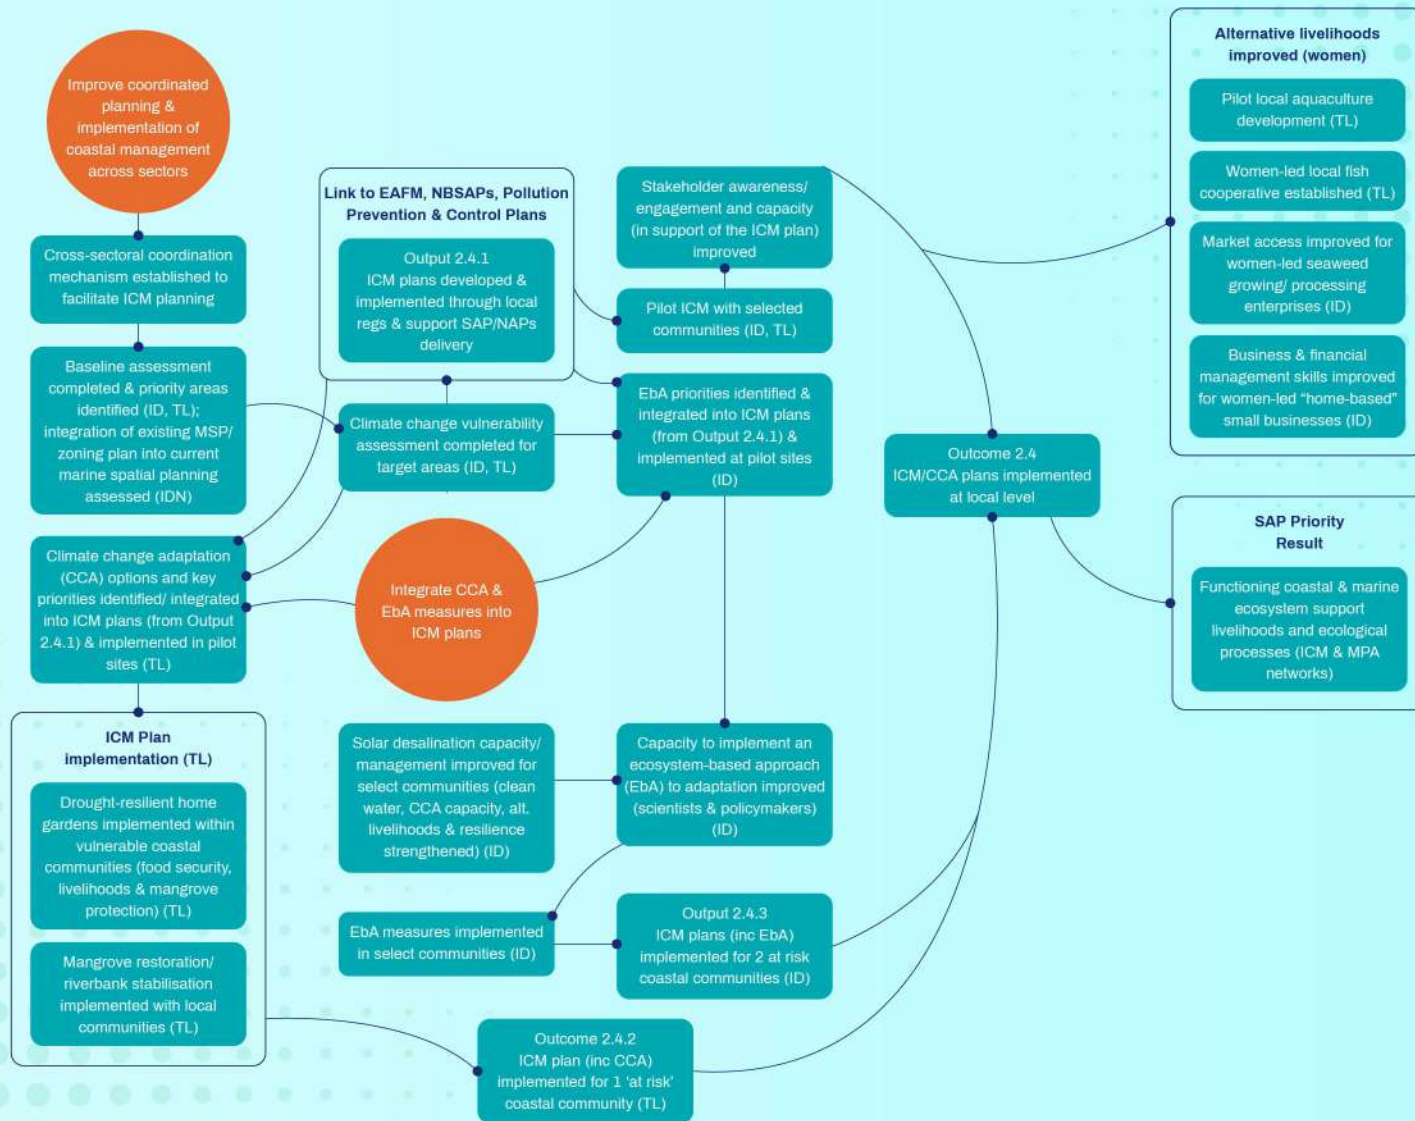 Improve coordinated
planning &
implementation of
coastal management
across sectors
Cross-sectoral coordination
mechanism established to
facilitate ICM planning
Baseline assessment
completed & priority areas
identified (ID, TL);
integration of existing MSP/
zoning plan into current
marine spatial planning
assessed (IDN)
Climate change adaptation
(CCA) options and key
priorities identified/ integrated
into ICM plans (from Output
2.4.1) & implemented in pilot
sites (TL)
ICM Plan
implementation (TL)
Drought-resilient home
gardens implemented within
vulnerable coastal
communities (food security,
livelihoods & mangrove
protection) (TL)
Mangrove restoration/
riverbank stabilisation
implemented with local
communities (TL)
Link to EAFM, NBSAPs, Pollution
Prevention & Control Plans
Output 2.4.1
ICM plans developed &
implemented through local
regs & support SAP/NAPs
delivery
Climate change vulnerability
assessment completed for
target areas (ID, TL)
Integrate CCA &
EbA measures into
ICM plans
Solar desalination capacity/
management improved for
select communities (clean
water, CCA capacity, alt.
livelihoods & resilience
strengthened) (ID)
EbA measures implemented
in select communities (ID)
Outcome 2.4.2
ICM plan (inc CCA)
implemented for 1 'at risk'
coastal community (TL)
Stakeholder awareness/
engagement and capacity
(in support of the ICM plan)
improved
Pilot ICM with selected
communities (ID, TL)
EbA priorities identified &
integrated into ICM plans
(from Output 2.4.1) &
implemented at pilot sites
(ID)
Capacity to implement an
ecosystem-based approach
(EbA) to adaptation improved
(scientists & policymakers)
(ID)
Output 2.4.3
ICM plans (inc EbA)
implemented for 2 at risk
coastal communities (ID)
Outcome 2.4
ICM/CCA plans implemented
at local level
Alternative livelihoods
improved (women)
Pilot local aquaculture
development (TL)
Women-led local fish
cooperative established (TL)
Market access improved for
women-led seaweed
growing/ processing
enterprises (ID)
Business & financial
management skills improved
for women-led “home-based”
small businesses (ID)
SAP Priority
Result
Functioning coastal & marine
ecosystem support
livelihoods and ecological
processes (ICM & MPA
networks)